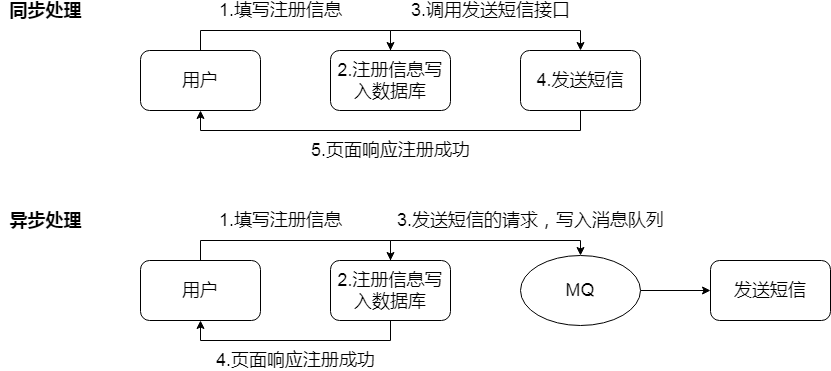 同步处理
1.填写注册信息
3.调用发送短信接口
用户
2.注册信息写
入数据库
4.发送短信
5.页面响应注册成功
异步处理
1.填写注册信息
3.发送短信的请求，写入消息队列
用户
2.注册信息写
入数据库
MQ
发送短信
4.页面响应注册成功